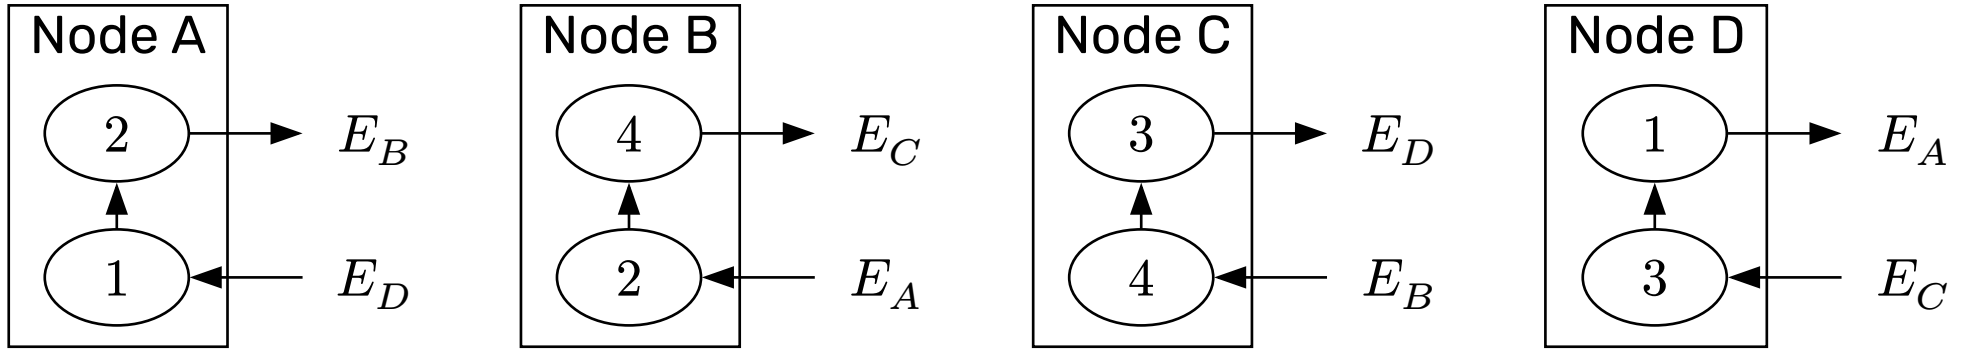 Node A Node B Node C Node D
2 E_B 4 E_C 3 E_D 1 E_A
1 E_D 2 E_A 4 E_B 3 E_C